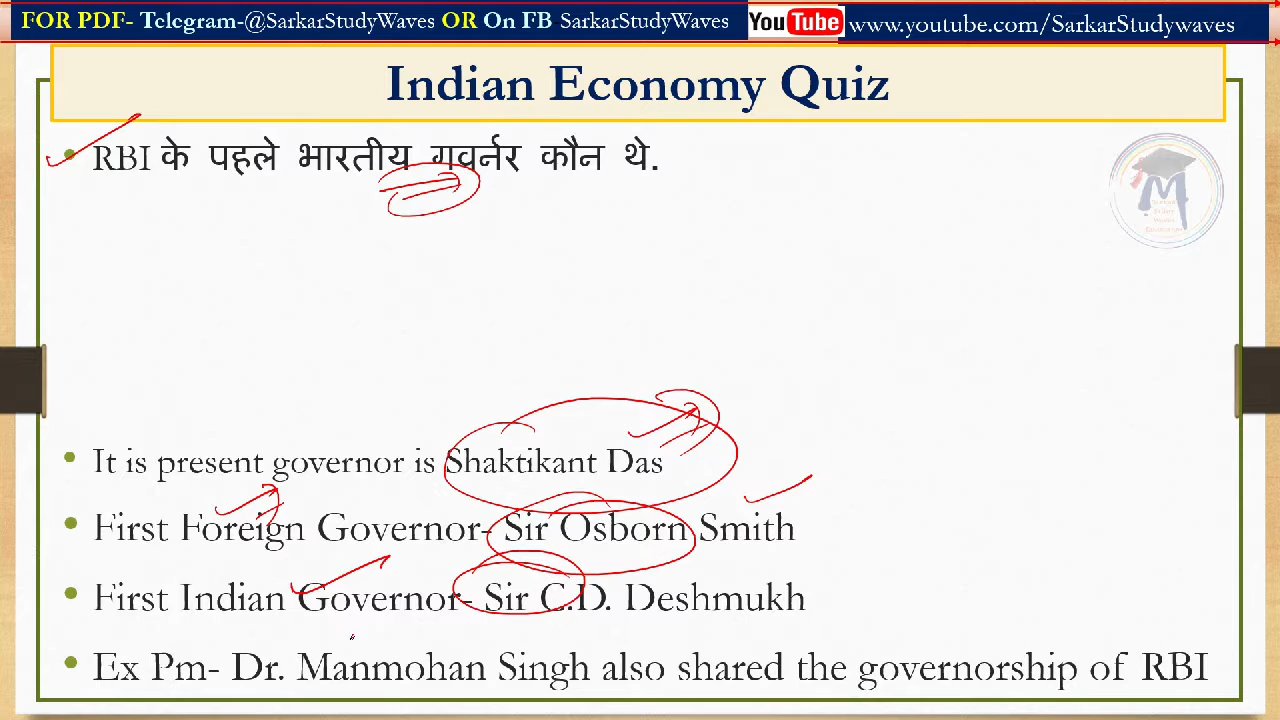 FOR PDF- Telegram-@SarkarStudyWaves OR On FB-SarkarStudyWaves YouTube www.youtube.com/SarkarStudywaves
Indian Economy Quiz
• RBI के पहले भारतीय गवर्नर कौन थे.
M
• It is present governor is Shaktikant Das
• First Foreign Governor- Sir Osborn Smith
• First Indian Governor- Sir C.D. Deshmukh
• Ex Pm- Dr. Manmohan Singh also shared the governorship of RBI